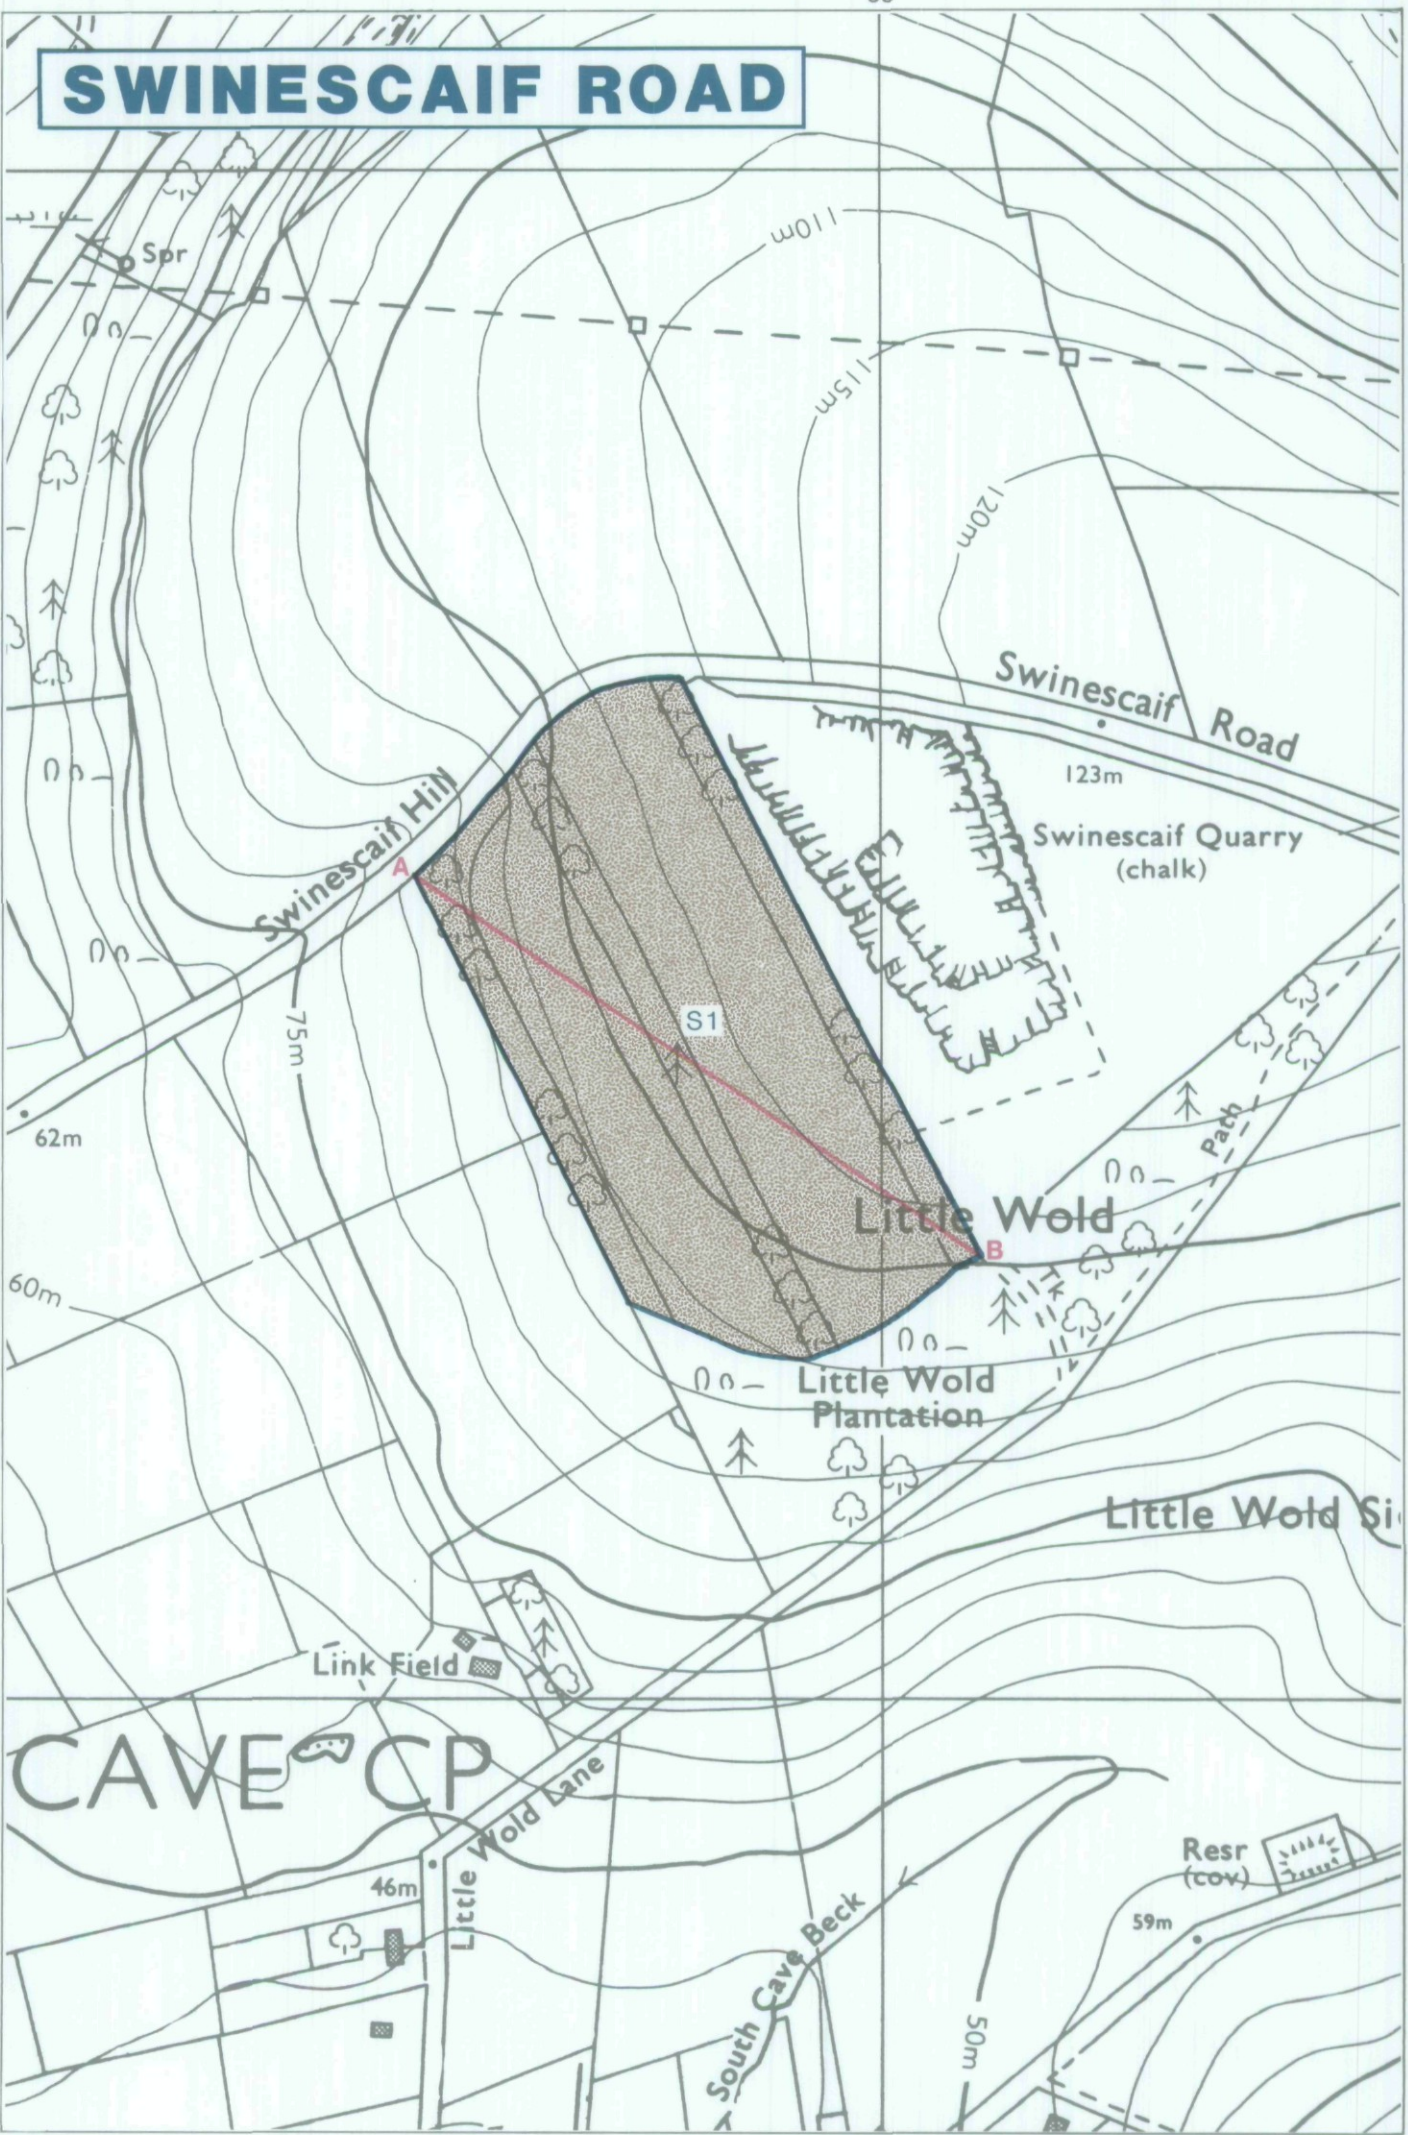 SWINESCAIF ROAD
Spr
110m
115m
120m
Swinescaif Road
123m
Swinescaif Quarry
(chalk)
Swinescaif Hill
A
S1
75m
62m
Path
Little Wold
B
Tk
60m
Little Wold
Plantation
Little Wold Si
Link Field
CAVE CP
Little Wold Lane
Resr
(cov)
46m
59m
South Cave Beck
50m